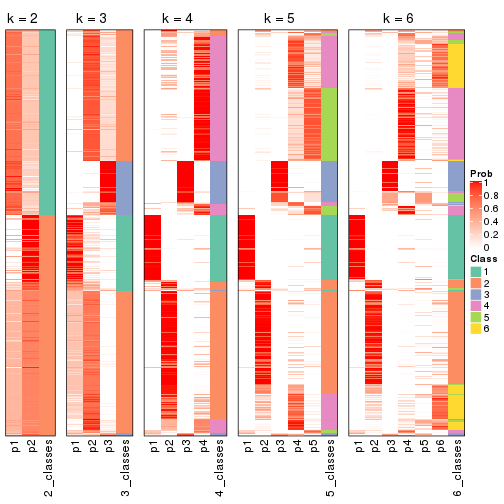 k = 2
k = 3
k = 4
k = 5
k = 6
p1
p2
2_classes
p1
p2
p3
3_classes
p1
p2
p3
p4
4_classes
p1
p2
p3
p4
p5
5_classes
p1
p2
p3
p4
p5
p6
6_classes
Prob
1
0.8
0.6
0.4
0.2
0
Class
1
2
3
4
5
6